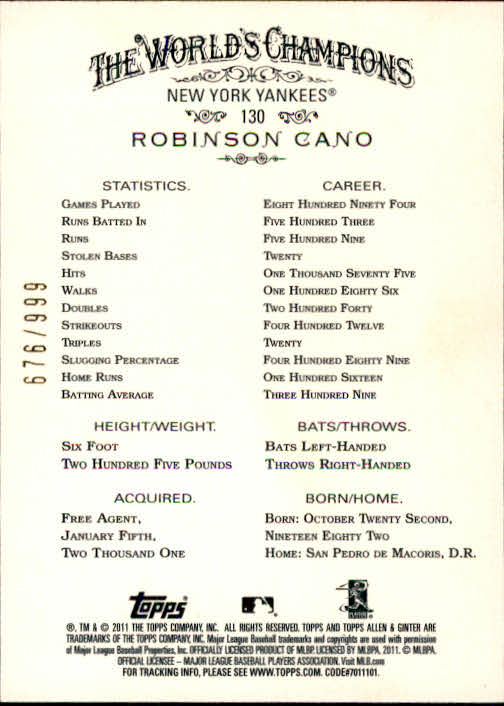 THE WORLD'S CHAMPIONS
NEW YORK YANKEES®
130
ROBINSON CANO
STATISTICS. CAREER.
GAMES PLAYED EIGHT HUNDRED NINETY FOUR
RUNS BATTED IN FIVE HUNDRED THREE
RUNS FIVE HUNDRED NINE
STOLEN BASES TWENTY
HITS ONE THOUSAND SEVENTY FIVE
WALKS ONE HUNDRED EIGHTY SIX
DOUBLES TWO HUNDRED FORTY
STRIKEOUTS FOUR HUNDRED TWELVE
TRIPLES TWENTY
SLUGGING PERCENTAGE FOUR HUNDRED EIGHTY NINE
HOME RUNS ONE HUNDRED SIXTEEN
BATTING AVERAGE THREE HUNDRED NINE
676/999
HEIGHT/WEIGHT. BATS/THROWS.
SIX FOOT BATS LEFT-HANDED
TWO HUNDRED FIVE POUNDS THROWS RIGHT-HANDED
ACQUIRED. BORN/HOME.
FREE AGENT, BORN: OCTOBER TWENTY SECOND,
JANUARY FIFTH, NINETEEN EIGHTY TWO
TWO THOUSAND ONE HOME: SAN PEDRO DE MACORIS, D.R.
Topps
®, TM & © 2011 THE TOPPS COMPANY, INC. ALL RIGHTS RESERVED. TOPPS AND TOPPS ALLEN & GINTER ARE
TRADEMARKS OF THE TOPPS COMPANY, INC. Major League Baseball trademarks and copyrights are used with permission
of Major League Baseball Properties, Inc. OFFICIALLY LICENSED PRODUCT OF MLBP. LICENSED BY MLBPA, 2011. © MLBPA.
OFFICIAL LICENSEE – MAJOR LEAGUE BASEBALL PLAYERS ASSOCIATION. Visit MLB.com
FOR TRACKING INFO, PLEASE SEE WWW.TOPPS.COM. CODE#7011101.